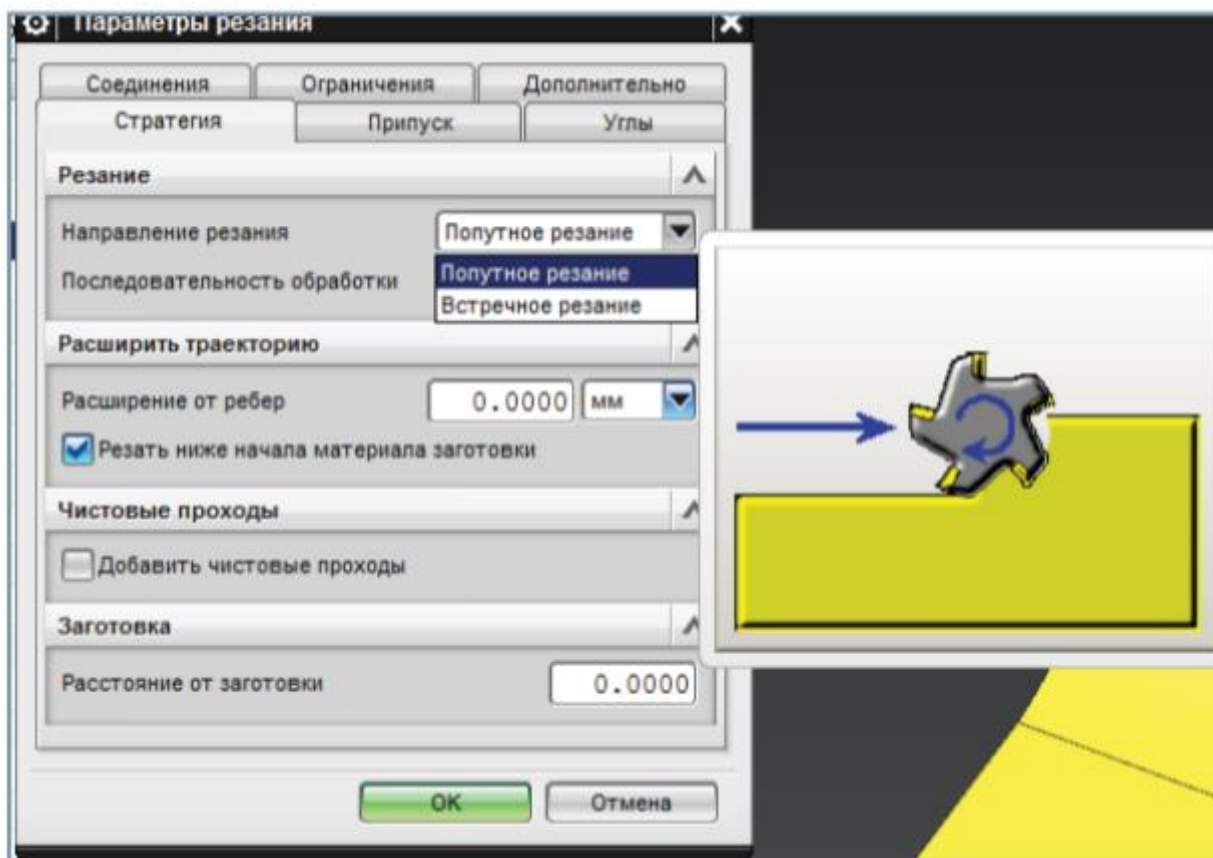 Параметры резания
Соединения Ограничения Дополнительно
Стратегия Припуск Углы
Резание
Направление резания Попутное резание
Попутное резание
Последовательность обработки
Встречное резание
Расширить траекторию
Расширение от ребер 0.0000 мм
Резать ниже начала материала заготовки
Чистовые проходы
Добавить чистовые проходы
Заготовка
Расстояние от заготовки 0.0000
OK Отмена